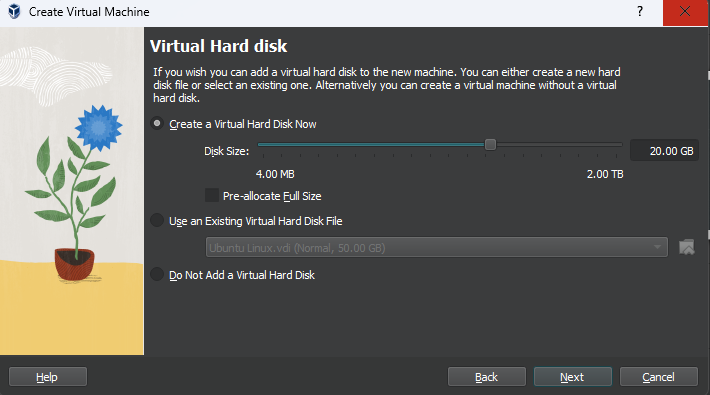 Create Virtual Machine
?
Virtual Hard disk
If you wish you can add a virtual hard disk to the new machine. You can either create a new hard
disk file or select an existing one. Alternatively you can create a virtual machine without a virtual
hard disk.
Create a Virtual Hard Disk Now
Disk Size:
20.00 GB
4.00 MB
2.00 TB
Pre-allocate Full Size
Use an Existing Virtual Hard Disk File
Ubuntu Linux.vdi (Normal, 50.00 GB)
Do Not Add a Virtual Hard Disk
Help
Back
Next
Cancel